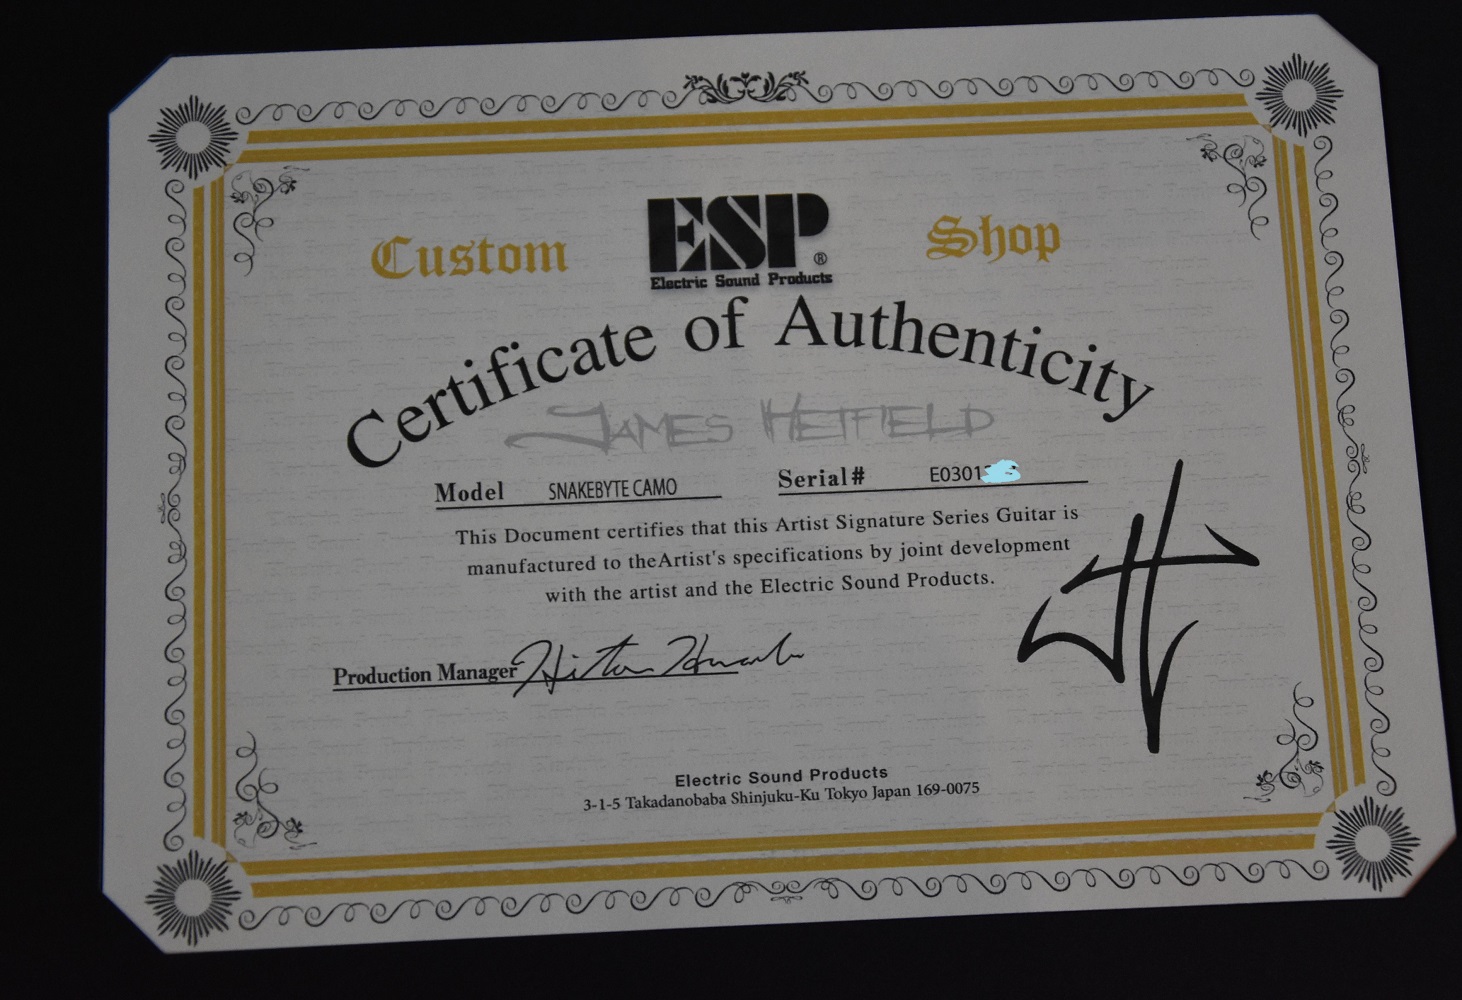 Custom ESP® Shop
Electric Sound Products
Certificate of Authenticity
JAMES HETFIELD
Model SNAKEBYTE CAMO Serial# E0301
This Document certifies that this Artist Signature Series Guitar is
manufactured to theArtist's specifications by joint development
with the artist and the Electric Sound Products.
Production Manager
Electric Sound Products
3-1-5 Takadanobaba Shinjuku-Ku Tokyo Japan 169-0075